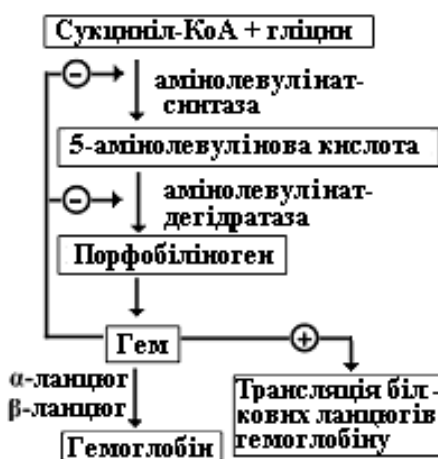 Сукциніл-КоА + гліцин
амінолевулінат-
синтаза
5-амінолевулінова кислота
амінолевулінат-
дегідратаза
Порфобіліноген
Гем
α-ланцюг
β-ланцюг
Гемоглобін
Трансляція біл-
кових ланцюгів
гемоглобіну